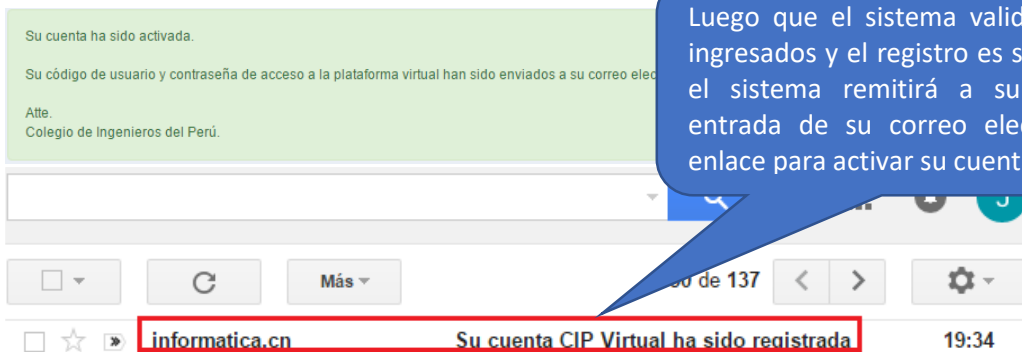 Su cuenta ha sido activada.
Su código de usuario y contraseña de acceso a la plataforma virtual han sido enviados a su correo
Atte.
Colegio de Ingenieros del Perú.
Luego que el sistema
ingresados y el registro es
el sistema remitirá a su
entrada de su correo
enlace para activar su
Más
de 137
informatica.cn Su cuenta CIP Virtual ha sido registrada 19:34